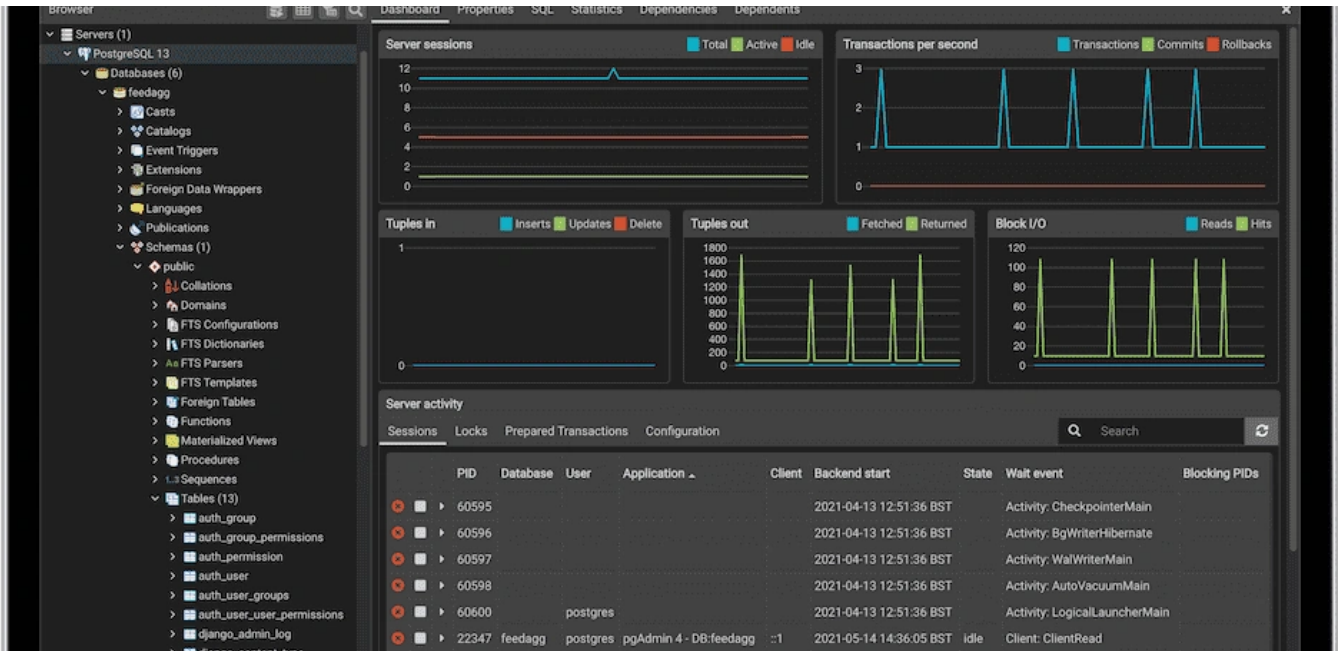 Browser
Dashboard Properties SQL Statistics Dependencies Dependents
Servers (1)
PostgreSQL 13
Databases (6)
feedagg
Casts
Catalogs
Event Triggers
Extensions
Foreign Data Wrappers
Languages
Publications
Schemas (1)
public
Collations
Domains
FTS Configurations
FTS Dictionaries
FTS Parsers
FTS Templates
Foreign Tables
Functions
Materialized Views
Procedures
Sequences
Tables (13)
auth_group
auth_group_permissions
auth_permission
auth_user
auth_user_groups
auth_user_user_permissions
django_admin_log
Server sessions Total Active Idle
12
10
8
6
4
2
0
Transactions per second Transactions Commits Rollbacks
3
2
1
0
Tuples in Inserts Updates Delete
1
0
Tuples out Fetched Returned
1800
1600
1400
1200
1000
800
600
400
200
0
Block I/O Reads Hits
120
100
80
60
40
20
0
Server activity
Sessions Locks Prepared Transactions Configuration
Search
PID Database User Application Client Backend start State Wait event Blocking PIDs
60595 2021-04-13 12:51:36 BST Activity: CheckpointerMain
60596 2021-04-13 12:51:36 BST Activity: BgWriterHibernate
60597 2021-04-13 12:51:36 BST Activity: WalWriterMain
60598 2021-04-13 12:51:36 BST Activity: AutoVacuumMain
60600 postgres 2021-04-13 12:51:36 BST Activity: LogicalLauncherMain
22347 feedagg postgres pgAdmin 4 - DB:feedagg ::1 2021-05-14 14:36:05 BST idle Client: ClientRead